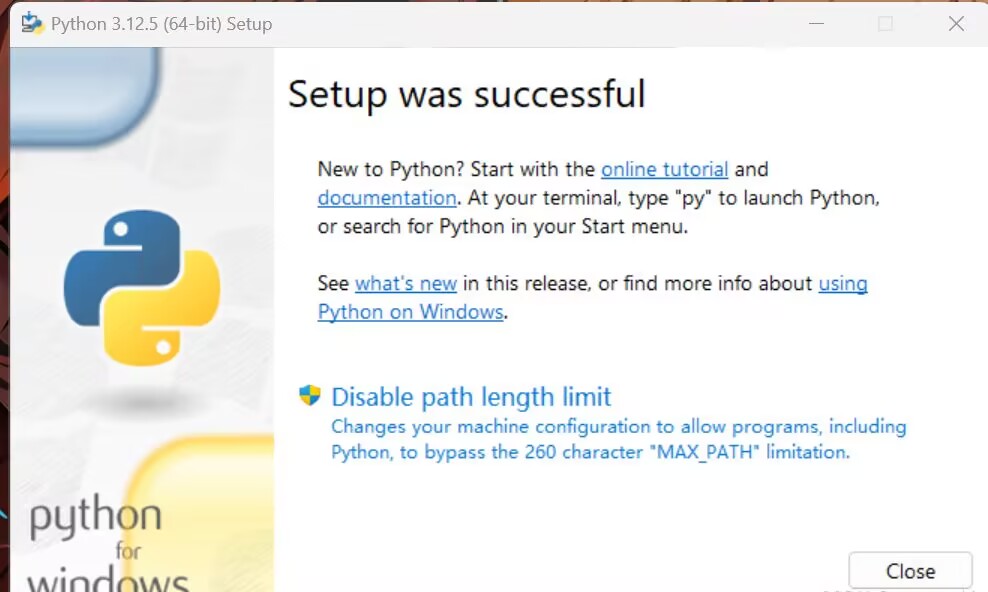 Python 3.12.5 (64-bit) Setup
Setup was successful
New to Python? Start with the online tutorial and
documentation. At your terminal, type "py" to launch Python,
or search for Python in your Start menu.
See what's new in this release, or find more info about using
Python on Windows.
Disable path length limit
Changes your machine configuration to allow programs, including
Python, to bypass the 260 character "MAX_PATH" limitation.
python
for
windows
Close